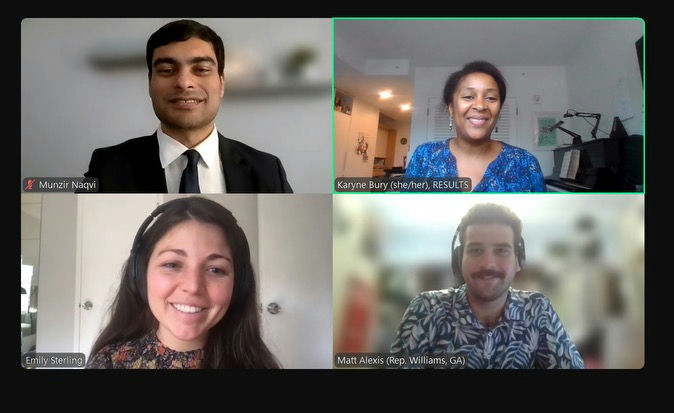 Munzir Naqvi
Karyne Bury (she/her), RESULTS
Emily Sterling
Matt Alexis (Rep. Williams, GA)